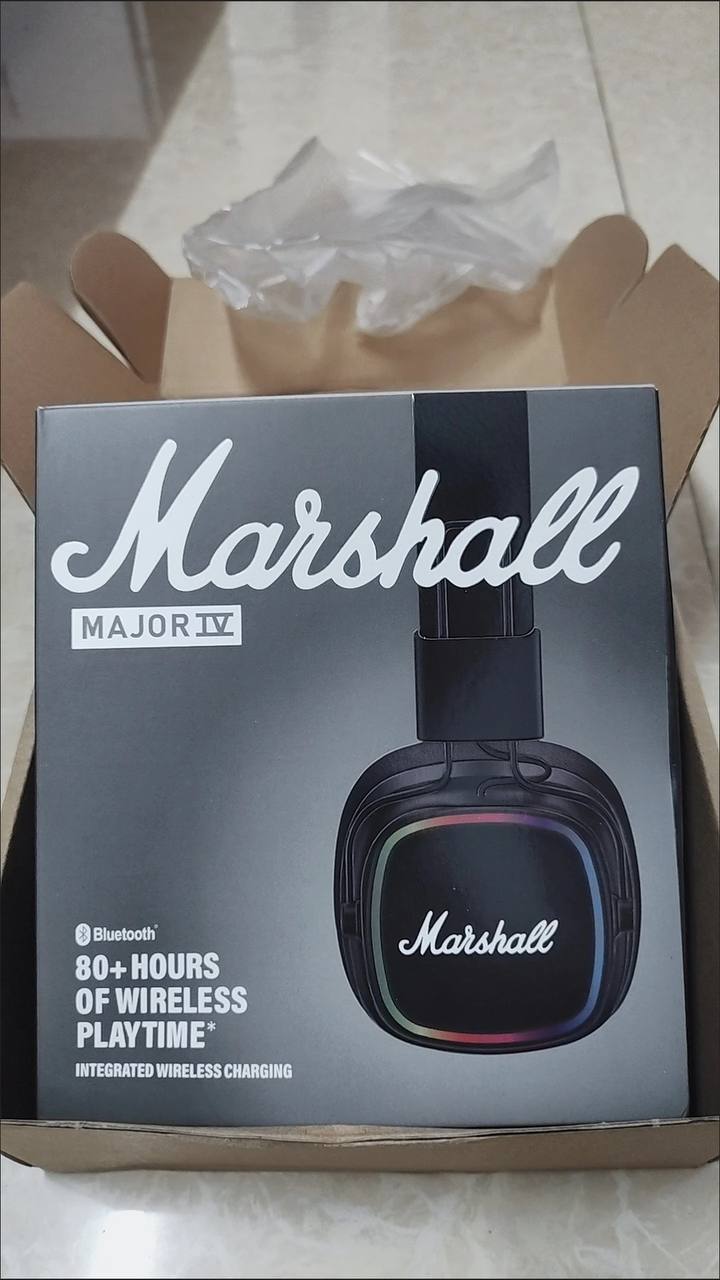 Marshall
MAJOR IV
Bluetooth®
80+ HOURS
OF WIRELESS
PLAYTIME*
INTEGRATED WIRELESS CHARGING
Marshall